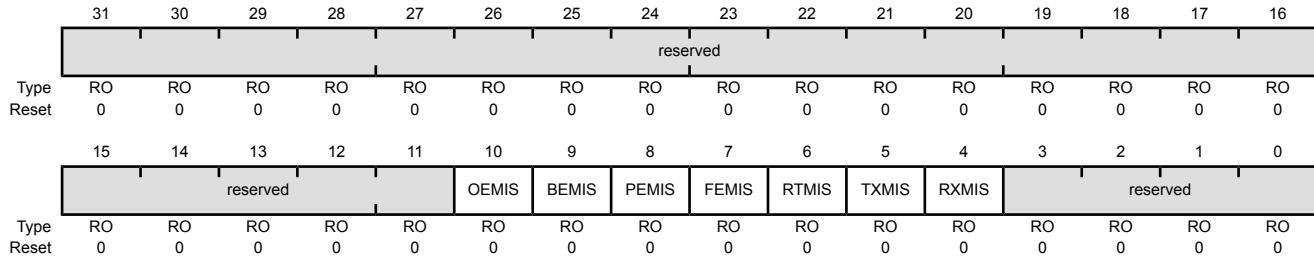 31 30 29 28 27 26 25 24 23 22 21 20 19 18 17 16
reserved
Type RO RO RO RO RO RO RO RO RO RO RO RO RO RO RO RO
Reset 0 0 0 0 0 0 0 0 0 0 0 0 0 0 0 0
15 14 13 12 11 10 9 8 7 6 5 4 3 2 1 0
reserved OEMIS BEMIS PEMIS FEMIS RTMIS TXMIS RXMIS reserved
Type RO RO RO RO RO RO RO RO RO RO RO RO RO RO RO RO
Reset 0 0 0 0 0 0 0 0 0 0 0 0 0 0 0 0